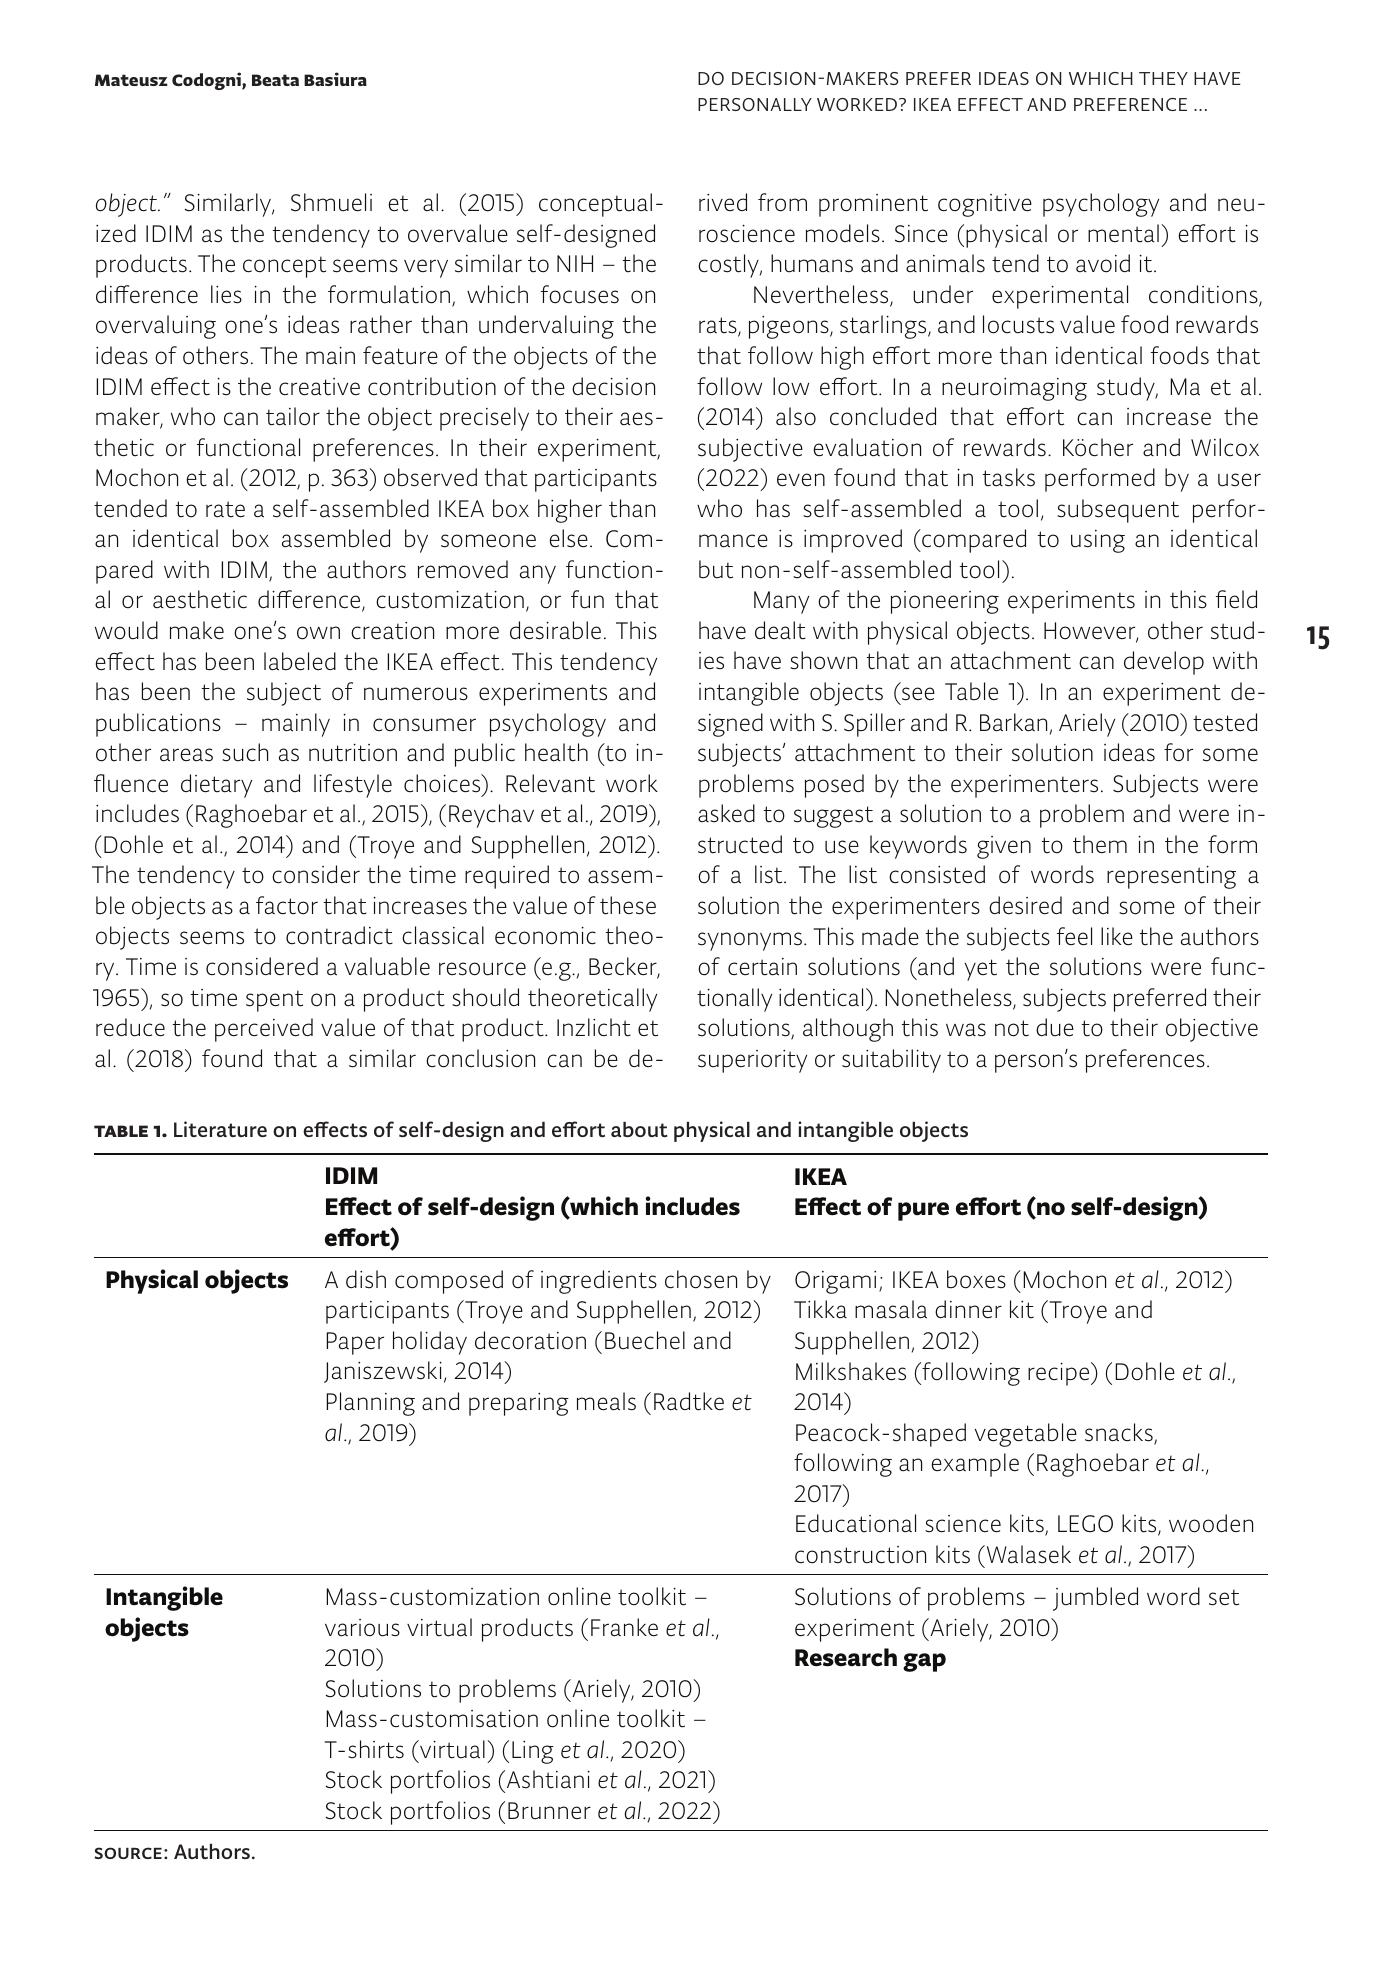 Mateusz Codogni, Beata Basiura
DO DECISION-MAKERS PREFER IDEAS ON WHICH THEY HAVE
PERSONALLY WORKED? IKEA EFFECT AND PREFERENCE ...
object.” Similarly, Shmueli et al. (2015) conceptual-
ized IDIM as the tendency to overvalue self-designed
products. The concept seems very similar to NIH – the
difference lies in the formulation, which focuses on
overvaluing one’s ideas rather than undervaluing the
ideas of others. The main feature of the objects of the
IDIM effect is the creative contribution of the decision
maker, who can tailor the object precisely to their aes-
thetic or functional preferences. In their experiment,
Mochon et al. (2012, p. 363) observed that participants
tended to rate a self-assembled IKEA box higher than
an identical box assembled by someone else. Com-
pared with IDIM, the authors removed any function-
al or aesthetic difference, customization, or fun that
would make one’s own creation more desirable. This
effect has been labeled the IKEA effect. This tendency
has been the subject of numerous experiments and
publications – mainly in consumer psychology and
other areas such as nutrition and public health (to in-
fluence dietary and lifestyle choices). Relevant work
includes (Raghoebar et al., 2015), (Reychav et al., 2019),
(Dohle et al., 2014) and (Troye and Supphellen, 2012).
The tendency to consider the time required to assem-
ble objects as a factor that increases the value of these
objects seems to contradict classical economic theo-
ry. Time is considered a valuable resource (e.g., Becker,
1965), so time spent on a product should theoretically
reduce the perceived value of that product. Inzlicht et
al. (2018) found that a similar conclusion can be de-
rived from prominent cognitive psychology and neu-
roscience models. Since (physical or mental) effort is
costly, humans and animals tend to avoid it.
Nevertheless, under experimental conditions,
rats, pigeons, starlings, and locusts value food rewards
that follow high effort more than identical foods that
follow low effort. In a neuroimaging study, Ma et al.
(2014) also concluded that effort can increase the
subjective evaluation of rewards. Köcher and Wilcox
(2022) even found that in tasks performed by a user
who has self-assembled a tool, subsequent perfor-
mance is improved (compared to using an identical
but non-self-assembled tool).
Many of the pioneering experiments in this field
have dealt with physical objects. However, other stud-
ies have shown that an attachment can develop with
intangible objects (see Table 1). In an experiment de-
signed with S. Spiller and R. Barkan, Ariely (2010) tested
subjects’ attachment to their solution ideas for some
problems posed by the experimenters. Subjects were
asked to suggest a solution to a problem and were in-
structed to use keywords given to them in the form
of a list. The list consisted of words representing a
solution the experimenters desired and some of their
synonyms. This made the subjects feel like the authors
of certain solutions (and yet the solutions were func-
tionally identical). Nonetheless, subjects preferred their
solutions, although this was not due to their objective
superiority or suitability to a person’s preferences.
15
TABLE 1. Literature on effects of self-design and effort about physical and intangible objects
IDIM
Effect of self-design (which includes
effort)
IKEA
Effect of pure effort (no self-design)
Physical objects
A dish composed of ingredients chosen by
participants (Troye and Supphellen, 2012)
Paper holiday decoration (Buechel and
Janiszewski, 2014)
Planning and preparing meals (Radtke et
al., 2019)
Origami; IKEA boxes (Mochon et al., 2012)
Tikka masala dinner kit (Troye and
Supphellen, 2012)
Milkshakes (following recipe) (Dohle et al.,
2014)
Peacock-shaped vegetable snacks,
following an example (Raghoebar et al.,
2017)
Educational science kits, LEGO kits, wooden
construction kits (Walasek et al., 2017)
Intangible
objects
Mass-customization online toolkit –
various virtual products (Franke et al.,
2010)
Solutions to problems (Ariely, 2010)
Mass-customisation online toolkit –
T-shirts (virtual) (Ling et al., 2020)
Stock portfolios (Ashtiani et al., 2021)
Stock portfolios (Brunner et al., 2022)
Solutions of problems – jumbled word set
experiment (Ariely, 2010)
Research gap
SOURCE: Authors.